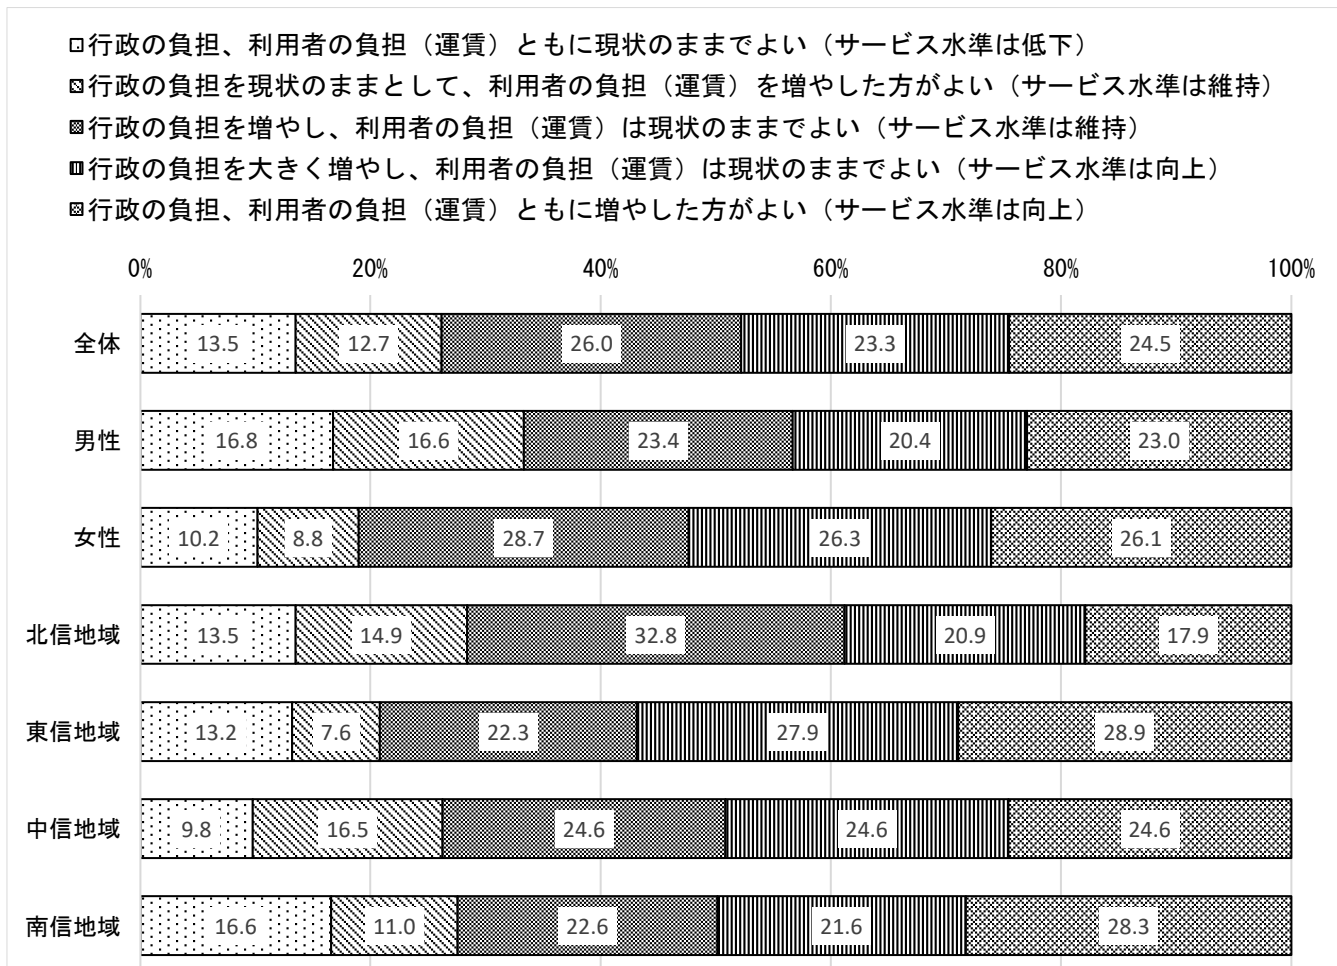 行政の負担、利用者の負担（運賃）ともに現状のままでよい（サービス水準は低下）
行政の負担を現状のままとして、利用者の負担（運賃）を増やした方がよい（サービス水準は維持）
行政の負担を増やし、利用者の負担（運賃）は現状のままでよい（サービス水準は維持）
行政の負担を大きく増やし、利用者の負担（運賃）は現状のままでよい（サービス水準は向上）
行政の負担、利用者の負担（運賃）ともに増やした方がよい（サービス水準は向上）
0% 20% 40% 60% 80% 100%
全体 13.5 12.7 26.0 23.3 24.5
男性 16.8 16.6 23.4 20.4 23.0
女性 10.2 8.8 28.7 26.3 26.1
北信地域 13.5 14.9 32.8 20.9 17.9
東信地域 13.2 7.6 22.3 27.9 28.9
中信地域 9.8 16.5 24.6 24.6 24.6
南信地域 16.6 11.0 22.6 21.6 28.3